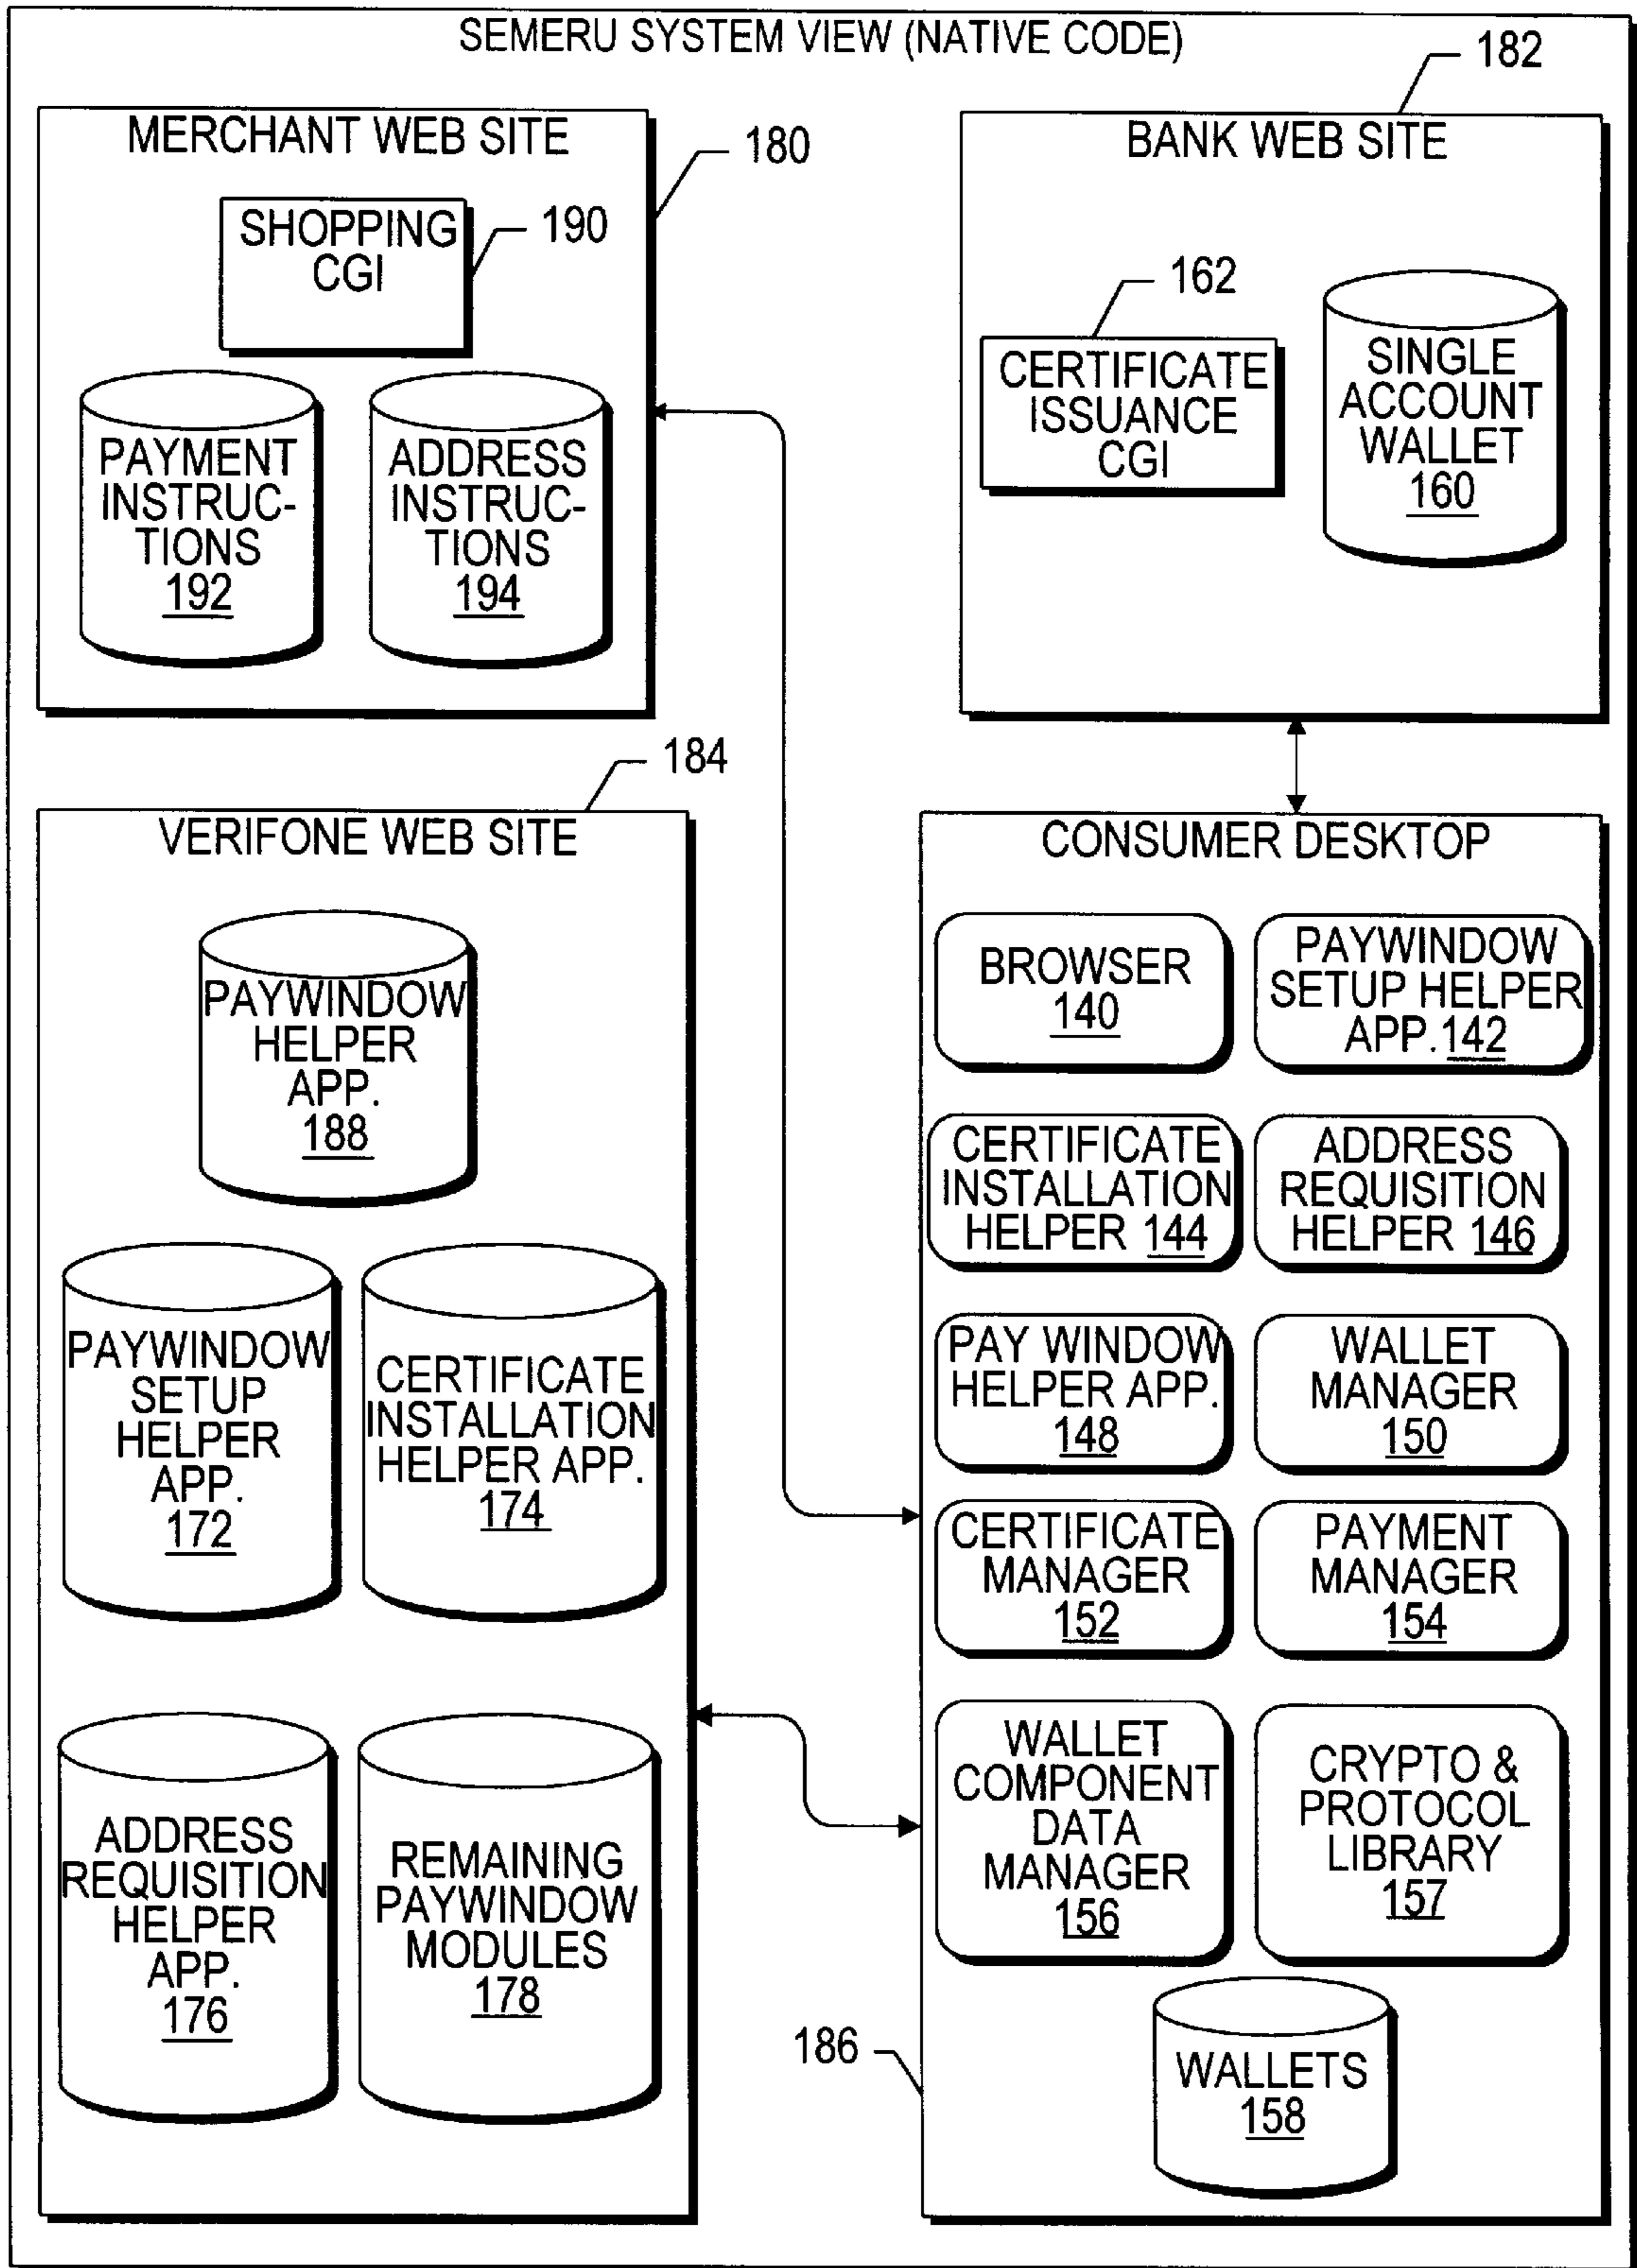 SEMERU SYSTEM VIEW (NATIVE CODE)
182
MERCHANT WEB SITE
180
SHOPPING
CGI
190
PAYMENT
INSTRUC-
TIONS
192
ADDRESS
INSTRUC-
TIONS
194
BANK WEB SITE
162
CERTIFICATE
ISSUANCE
CGI
SINGLE
ACCOUNT
WALLET
160
184
VERIFONE WEB SITE
PAYWINDOW
HELPER
APP.
188
PAYWINDOW
SETUP
HELPER
APP.
172
CERTIFICATE
INSTALLATION
HELPER APP.
174
ADDRESS
REQUISITION
HELPER
APP.
176
REMAINING
PAYWINDOW
MODULES
178
CONSUMER DESKTOP
BROWSER
140
PAYWINDOW
SETUP HELPER
APP. 142
CERTIFICATE
INSTALLATION
HELPER 144
ADDRESS
REQUISITION
HELPER 146
PAY WINDOW
HELPER APP.
148
WALLET
MANAGER
150
CERTIFICATE
MANAGER
152
PAYMENT
MANAGER
154
WALLET
COMPONENT
DATA
MANAGER
156
CRYPTO &
PROTOCOL
LIBRARY
157
186
WALLETS
158